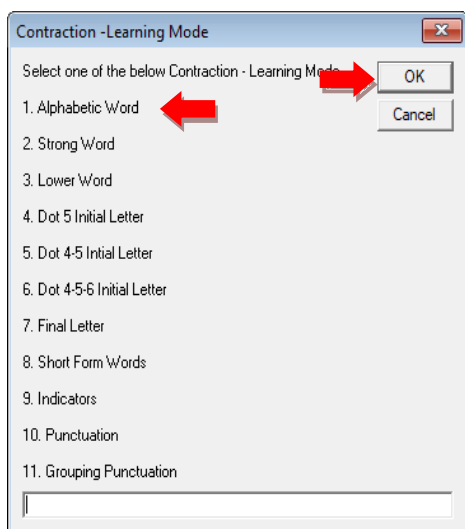 Contraction -Learning Mode
Select one of the below Contraction - Learning
OK
1. Alphabetic Word
Cancel
2. Strong Word
3. Lower Word
4. Dot 5 Initial Letter
5. Dot 4-5 Intial Letter
6. Dot 4-5-6 Initial Letter
7. Final Letter
8. Short Form Words
9. Indicators
10. Punctuation
11. Grouping Punctuation